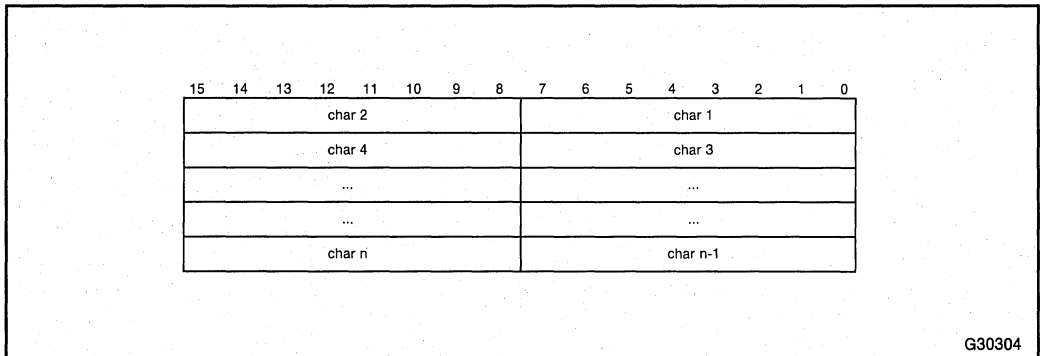 15 14 13 12 11 10 9 8 7 6 5 4 3 2 1 0
char 2 char 1
char 4 char 3
... ...
... ...
char n char n-1
G30304